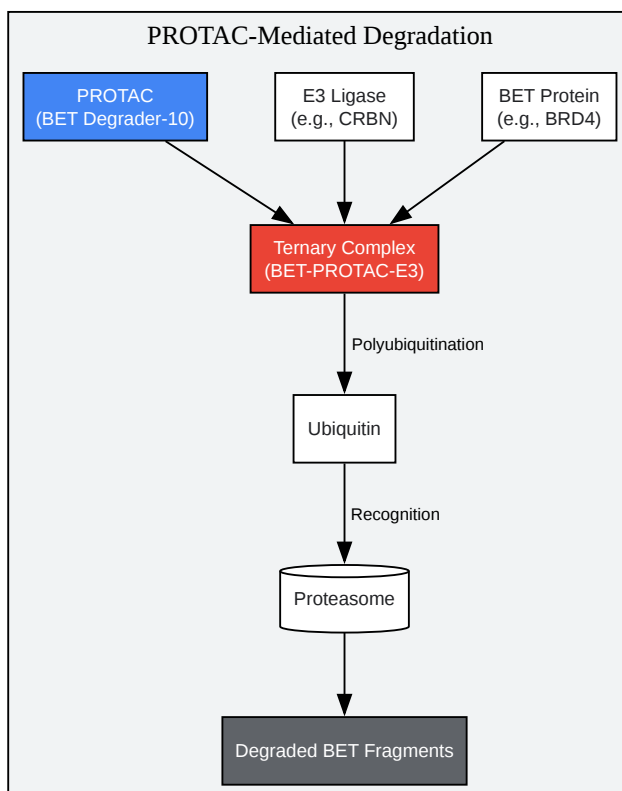 PROTAC-Mediated Degradation
PROTAC
(BET Degrader-10)
E3 Ligase
(e.g., CRBN)
BET Protein
(e.g., BRD4)
Ternary Complex
(BET-PROTAC-E3)
Polyubiquitination
Ubiquitin
Recognition
Proteasome
Degraded BET Fragments